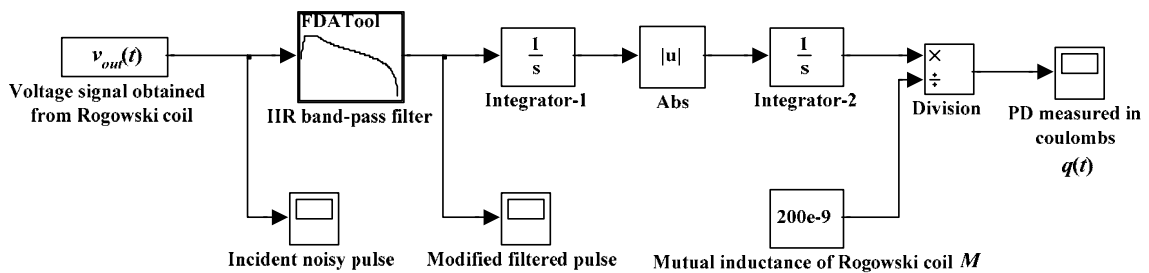 FDATool
v_out(t)
Voltage signal obtained
from Rogowski coil
IIR band-pass filter
1
s
Integrator-1
|u|
Abs
1
s
Integrator-2
×
÷
Division
PD measured in
coulombs
q(t)
Incident noisy pulse
Modified filtered pulse
200e-9
Mutual inductance of Rogowski coil M